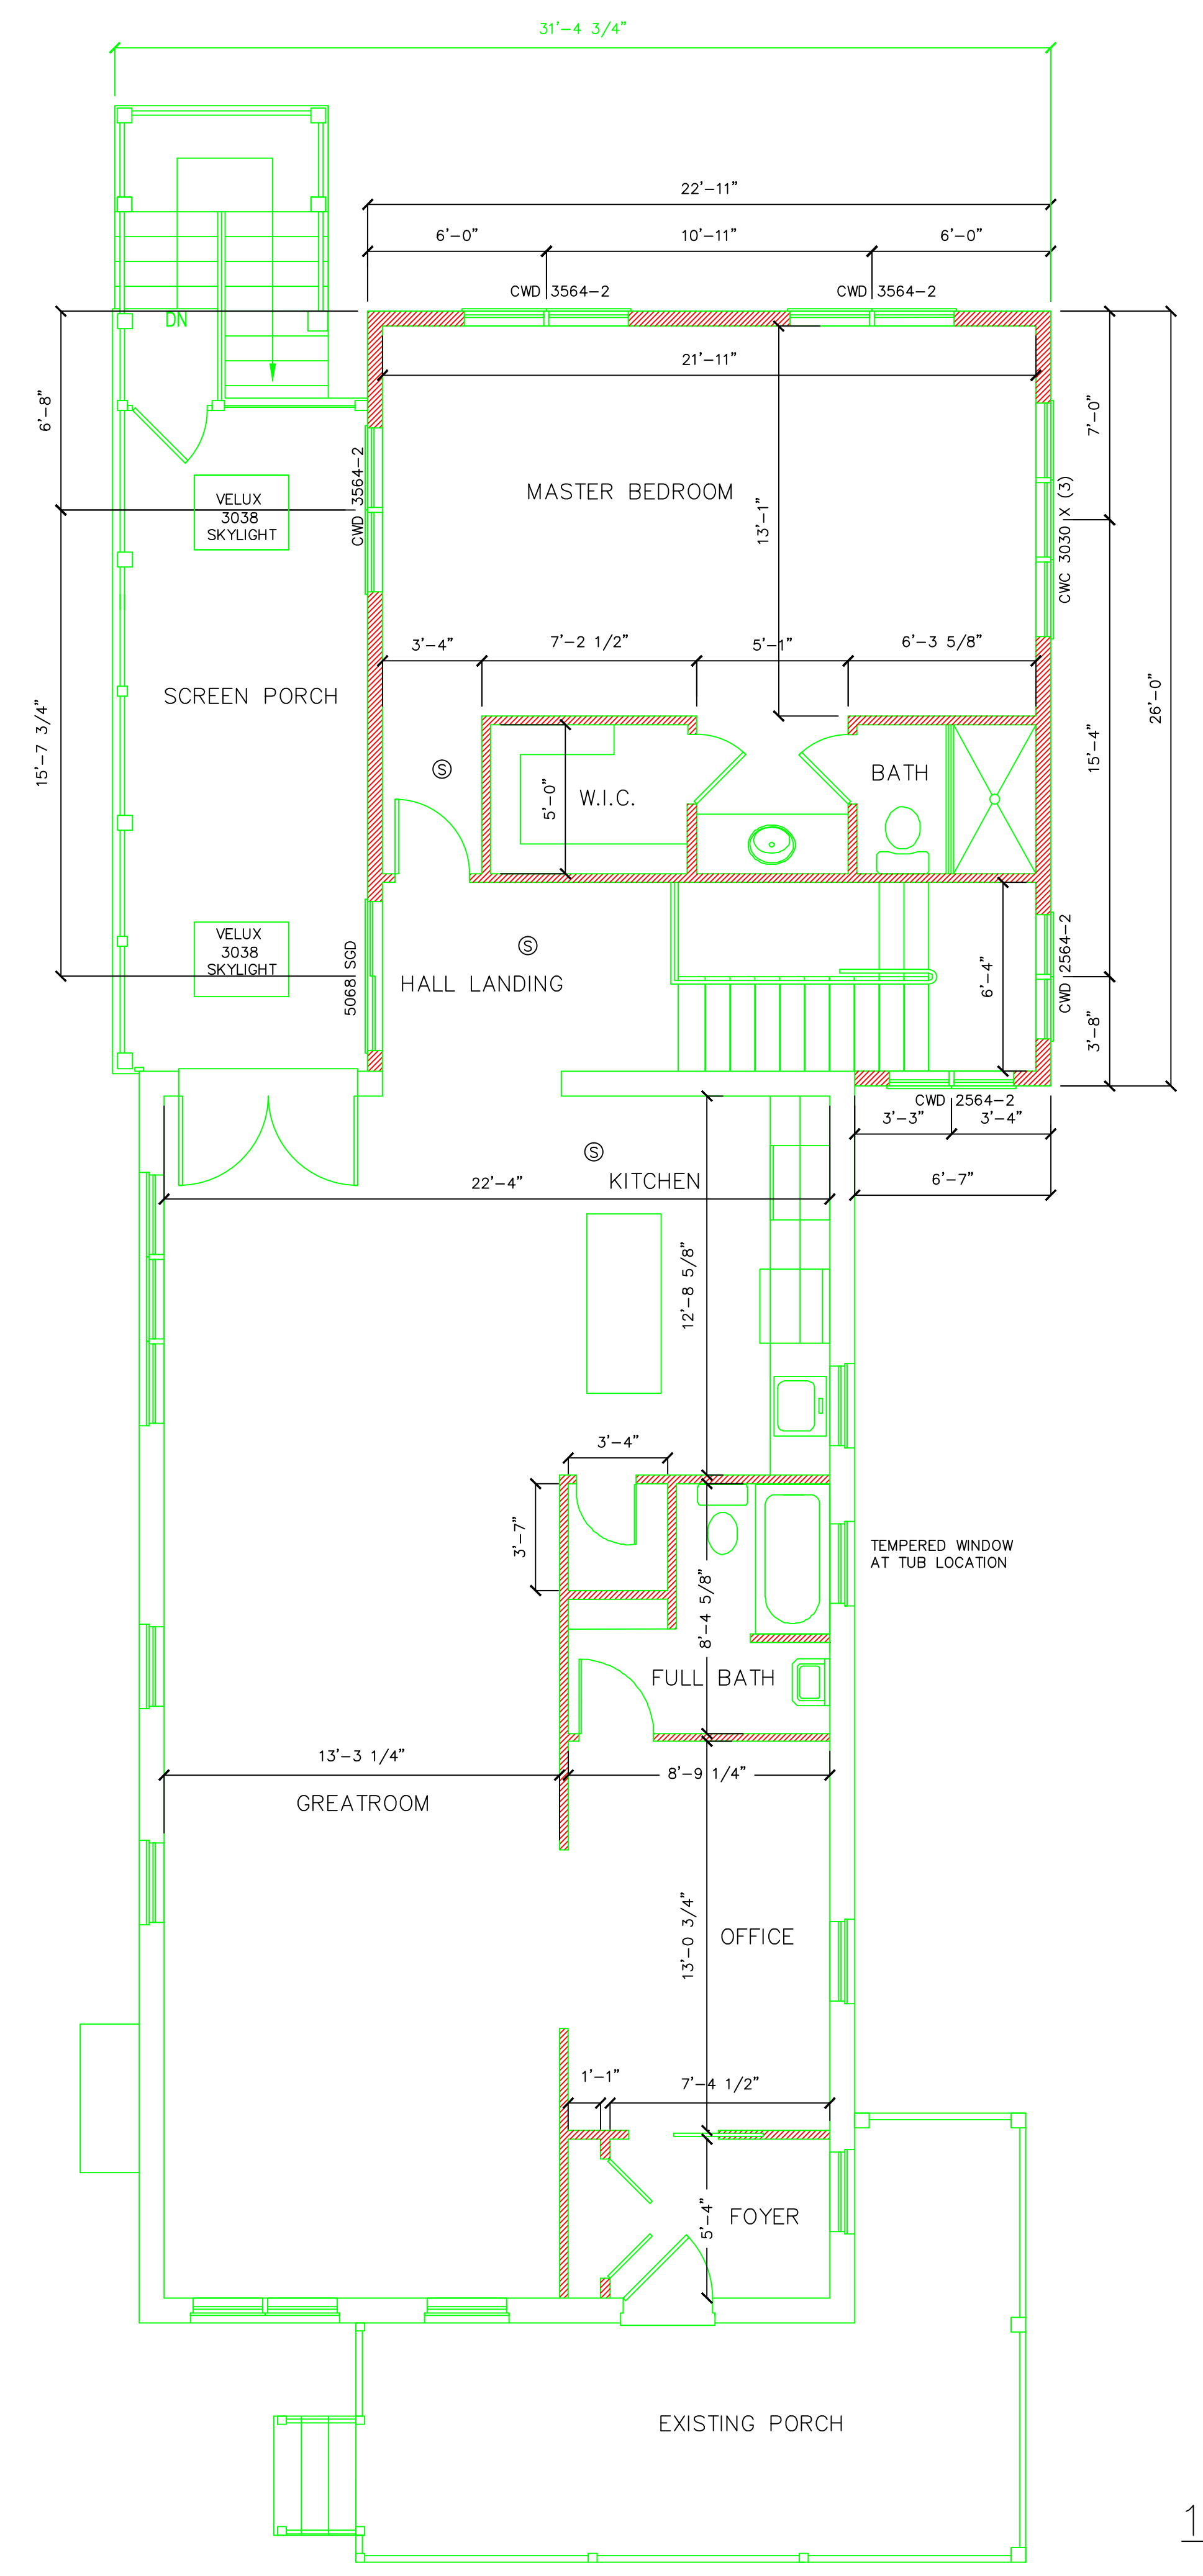 31'-4 3/4"
22'-11"
6'-0"
10'-11"
6'-0"
CWD 3564-2
CWD 3564-2
DN
21'-11"
6'-8"
7'-0"
CWD 3564-2
VELUX
3038
SKYLIGHT
MASTER BEDROOM
13'-1"
CWC 3030 X (3)
3'-4"
7'-2 1/2"
5'-1"
6'-3 5/8"
26'-0"
SCREEN PORCH
15'-7 3/4"
15'-4"
S
W.I.C.
5'-0"
BATH
VELUX
3038
SKYLIGHT
5068 SGD
S
HALL LANDING
6'-4"
CWD 2564-2
3'-8"
CWD 2564-2
3'-3"
3'-4"
S
22'-4"
KITCHEN
6'-7"
12'-8 5/8"
3'-4"
3'-7"
TEMPERED WINDOW
AT TUB LOCATION
8'-4 5/8"
FULL BATH
13'-3 1/4"
8'-9 1/4"
GREATROOM
13'-0 3/4"
OFFICE
1'-1"
7'-4 1/2"
5'-4"
FOYER
EXISTING PORCH
1